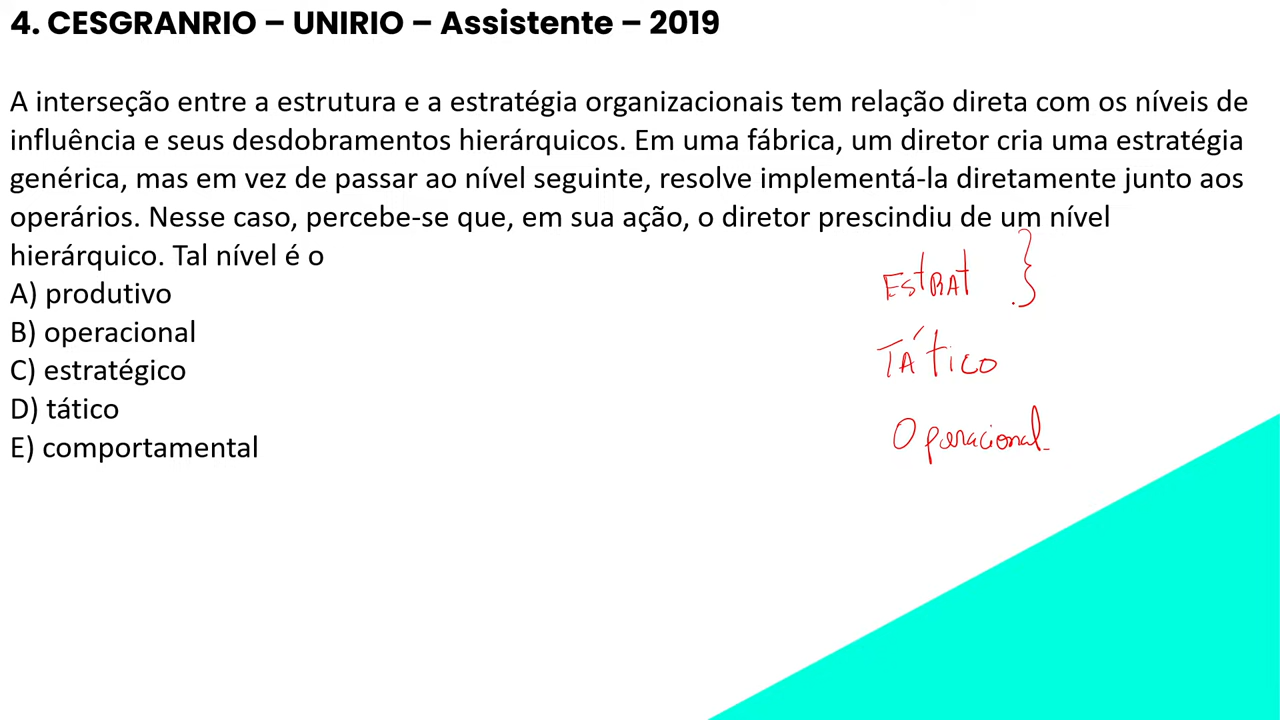 4. CESGRANRIO – UNIRIO – Assistente – 2019
A interseção entre a estrutura e a estratégia organizacionais tem relação direta com os níveis de
influência e seus desdobramentos hierárquicos. Em uma fábrica, um diretor cria uma estratégia
genérica, mas em vez de passar ao nível seguinte, resolve implementá-la diretamente junto aos
operários. Nesse caso, percebe-se que, em sua ação, o diretor prescindiu de um nível
hierárquico. Tal nível é o
A) produtivo
B) operacional
C) estratégico
D) tático
E) comportamental
EstRAt
TÁtico
Operacional